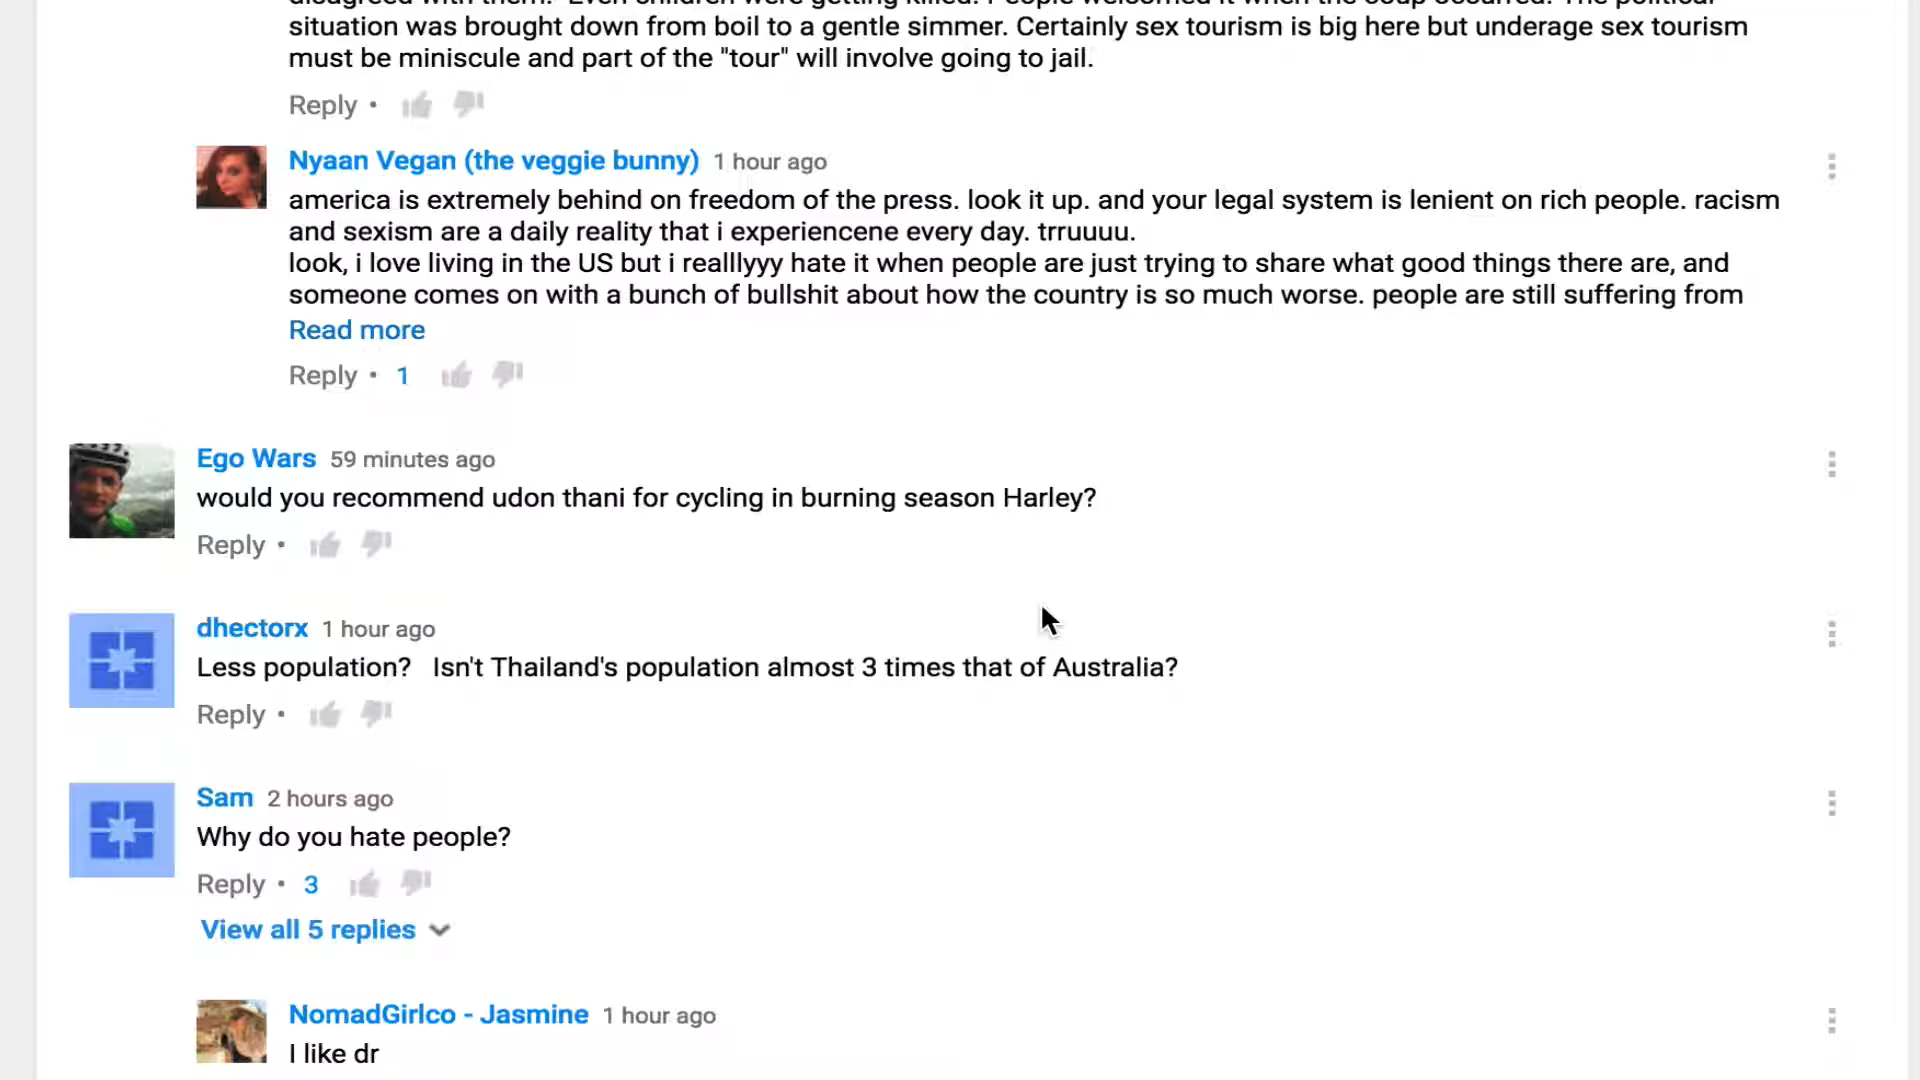 situation was brought down from boil to a gentle simmer. Certainly sex tourism is big here but underage sex tourism
must be miniscule and part of the "tour" will involve going to jail.
Reply •
Nyaan Vegan (the veggie bunny) 1 hour ago
america is extremely behind on freedom of the press. look it up. and your legal system is lenient on rich people. racism
and sexism are a daily reality that i experiencene every day. trruuuu.
look, i love living in the US but i realllyyy hate it when people are just trying to share what good things there are, and
someone comes on with a bunch of bullshit about how the country is so much worse. people are still suffering from
Read more
Reply • 1
Ego Wars 59 minutes ago
would you recommend udon thani for cycling in burning season Harley?
Reply •
dhectorx 1 hour ago
Less population? Isn't Thailand's population almost 3 times that of Australia?
Reply •
Sam 2 hours ago
Why do you hate people?
Reply • 3
View all 5 replies
NomadGirlco - Jasmine 1 hour ago
I like dr